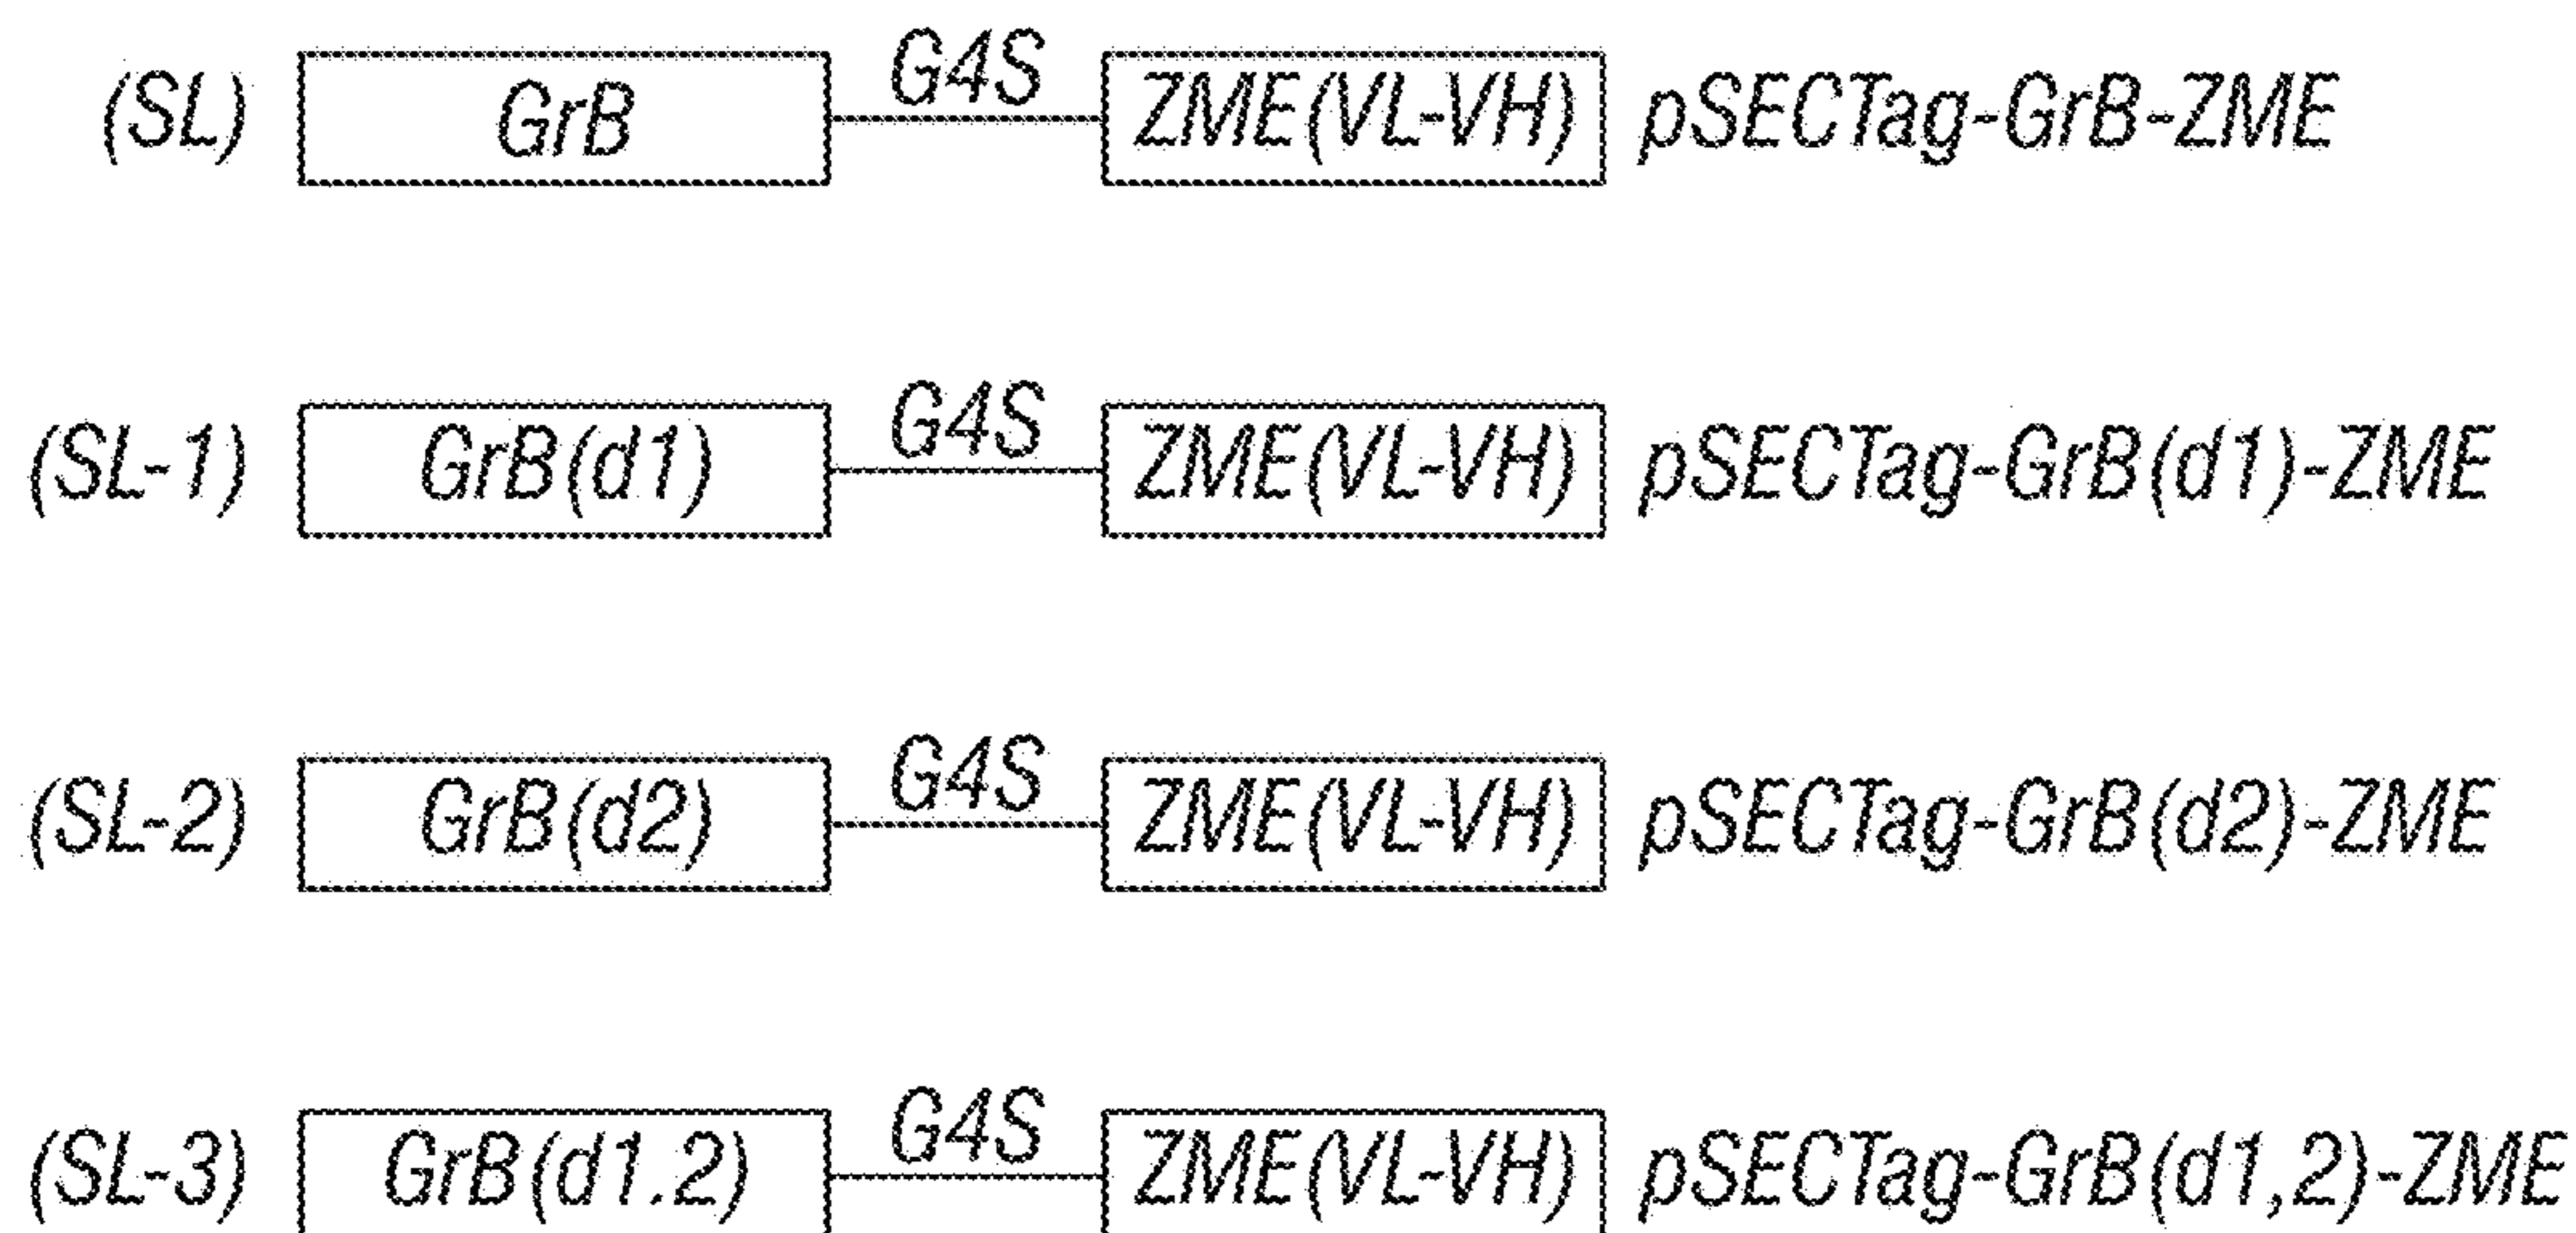 (SL) GrB G4S ZME(VL-VH) pSECTag-GrB-ZME
(SL-1) GrB(d1) G4S ZME(VL-VH) pSECTag-GrB(d1)-ZME
(SL-2) GrB(d2) G4S ZME(VL-VH) pSECTag-GrB(d2)-ZME
(SL-3) GrB(d1.2) G4S ZME(VL-VH) pSECTag-GrB(d1,2)-ZME